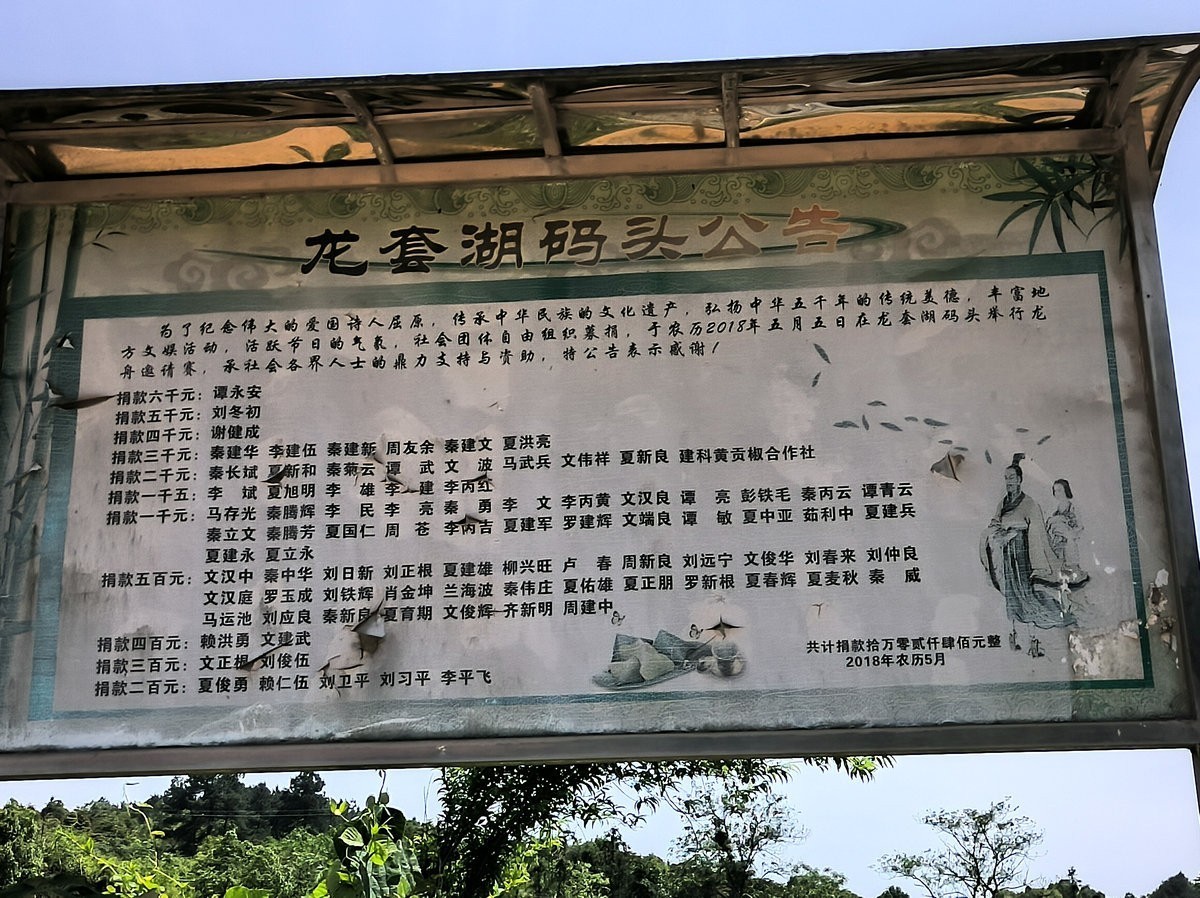 龙套湖码头公告
为了纪念伟大的爱国诗人屈原，传承中华民族的文化遗产，弘扬中华五千年的传统美德，丰富地
方文娱活动，活跃节日的气氛，社会团体自由组织募捐，于农历2018年五月五日在龙套湖码头举行龙
舟邀请赛，承社会各界人士的鼎力支持与资助，特公告表示感谢！
捐款六千元：谭永安
捐款五千元：刘冬初
捐款四千元：谢健成
捐款三千元：秦建华 李建伍 秦建新 周友余 秦建文 夏洪亮
捐款二千元：秦长斌 夏新和 秦菊云 谭　武 文　波 马武兵 文伟祥 夏新良 建科黄贡椒合作社
捐款一千五：李　斌 夏旭明 李　雄 李　建 李丙红
捐款一千元：马存光 秦腾辉 李　民 李　亮 秦　勇 李　文 李丙黄 文汉良 谭　亮 彭铁毛 秦丙云 谭青云
秦立文 秦腾芳 夏国仁 周　苍 李丙吉 夏建军 罗建辉 文端良 谭　敏 夏中亚 茹利中 夏建兵
夏建永 夏立永
捐款五百元：文汉中 秦中华 刘日新 刘正根 夏建雄 柳兴旺 卢　春 周新良 刘远宁 文俊华 刘春来 刘仲良
文汉庭 罗玉成 刘铁辉 肖金坤 兰海波 秦伟庄 夏佑雄 夏正朋 罗新根 夏春辉 夏麦秋 秦　威
马运池 刘应良 秦新良 夏育期 文俊辉 齐新明 周建中
捐款四百元：赖洪勇 文建武
捐款三百元：文正根 刘俊伍
捐款二百元：夏俊勇 赖仁伍 刘卫平 刘习平 李平飞
共计捐款拾万零贰仟肆佰元整
2018年农历5月